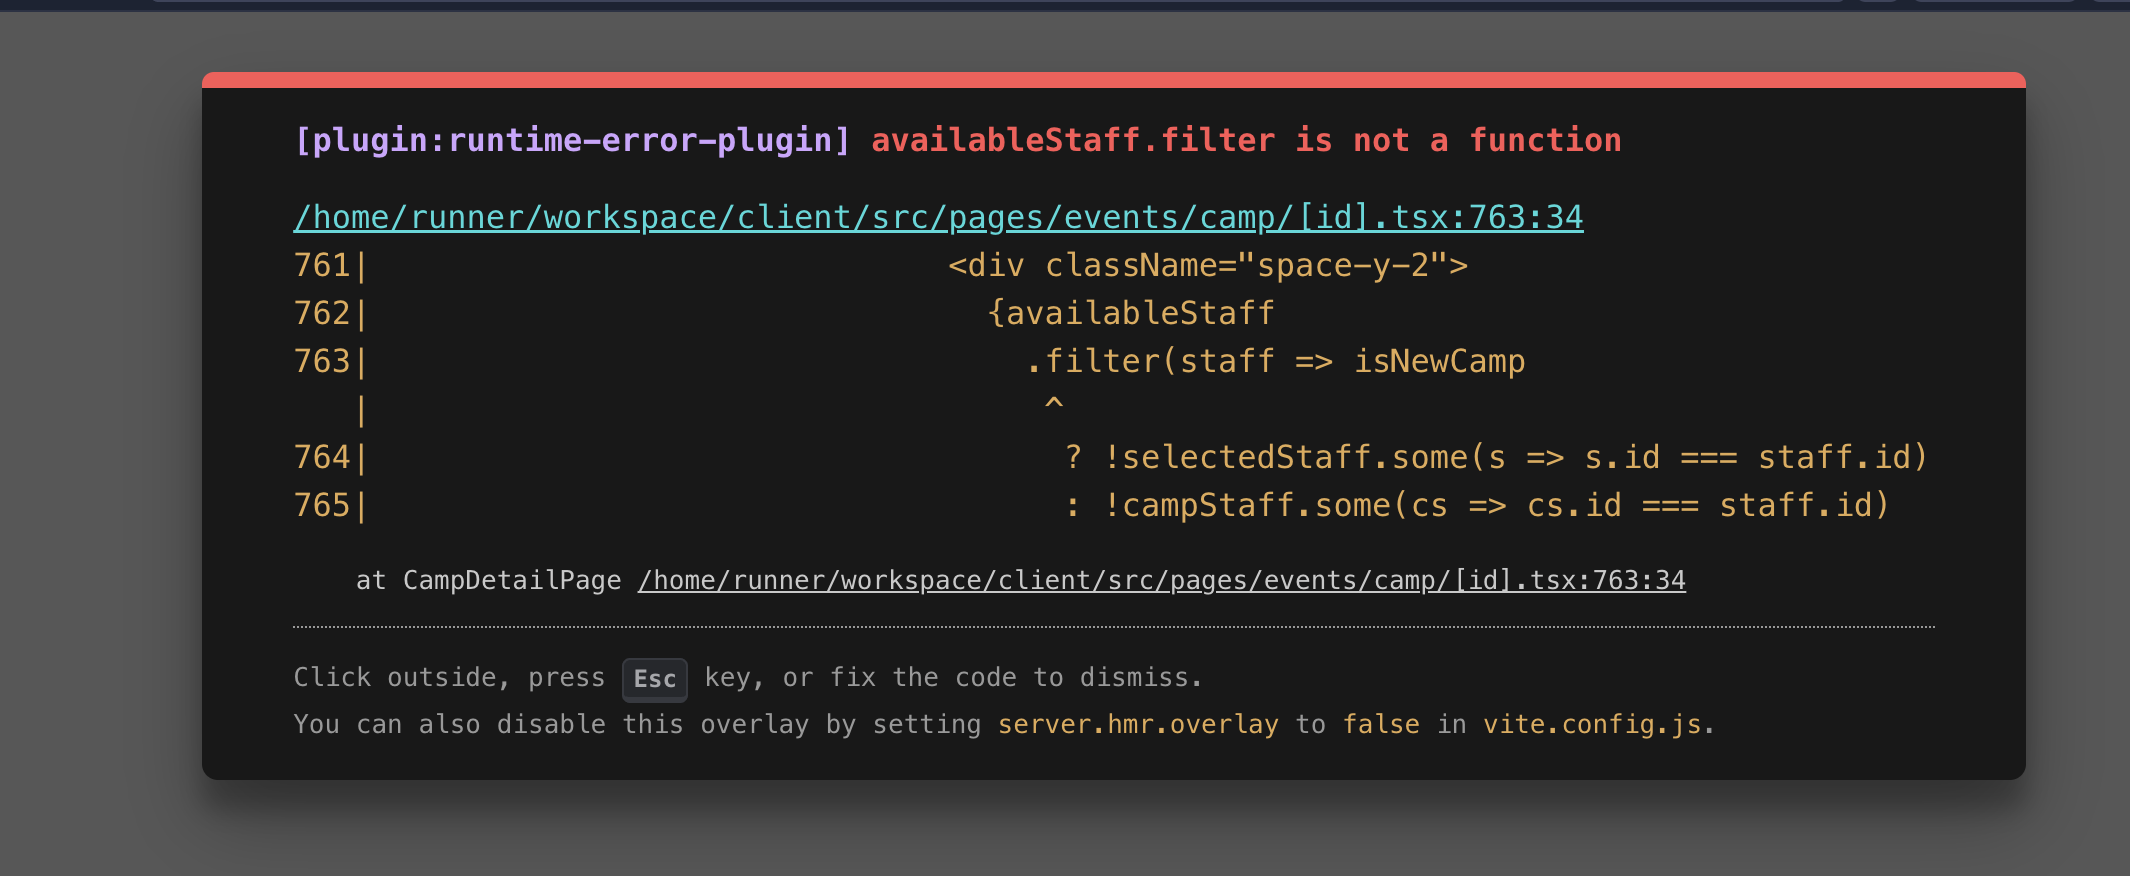 [plugin:runtime-error-plugin] availableStaff.filter is not a function
/home/runner/workspace/client/src/pages/events/camp/[id].tsx:763:34
761|                              <div className="space-y-2">
762|                                {availableStaff
763|                                  .filter(staff => isNewCamp
   |                                   ^
764|                                    ? !selectedStaff.some(s => s.id === staff.id)
765|                                    : !campStaff.some(cs => cs.id === staff.id)
at CampDetailPage /home/runner/workspace/client/src/pages/events/camp/[id].tsx:763:34
Click outside, press Esc key, or fix the code to dismiss.
You can also disable this overlay by setting server.hmr.overlay to false in vite.config.js.